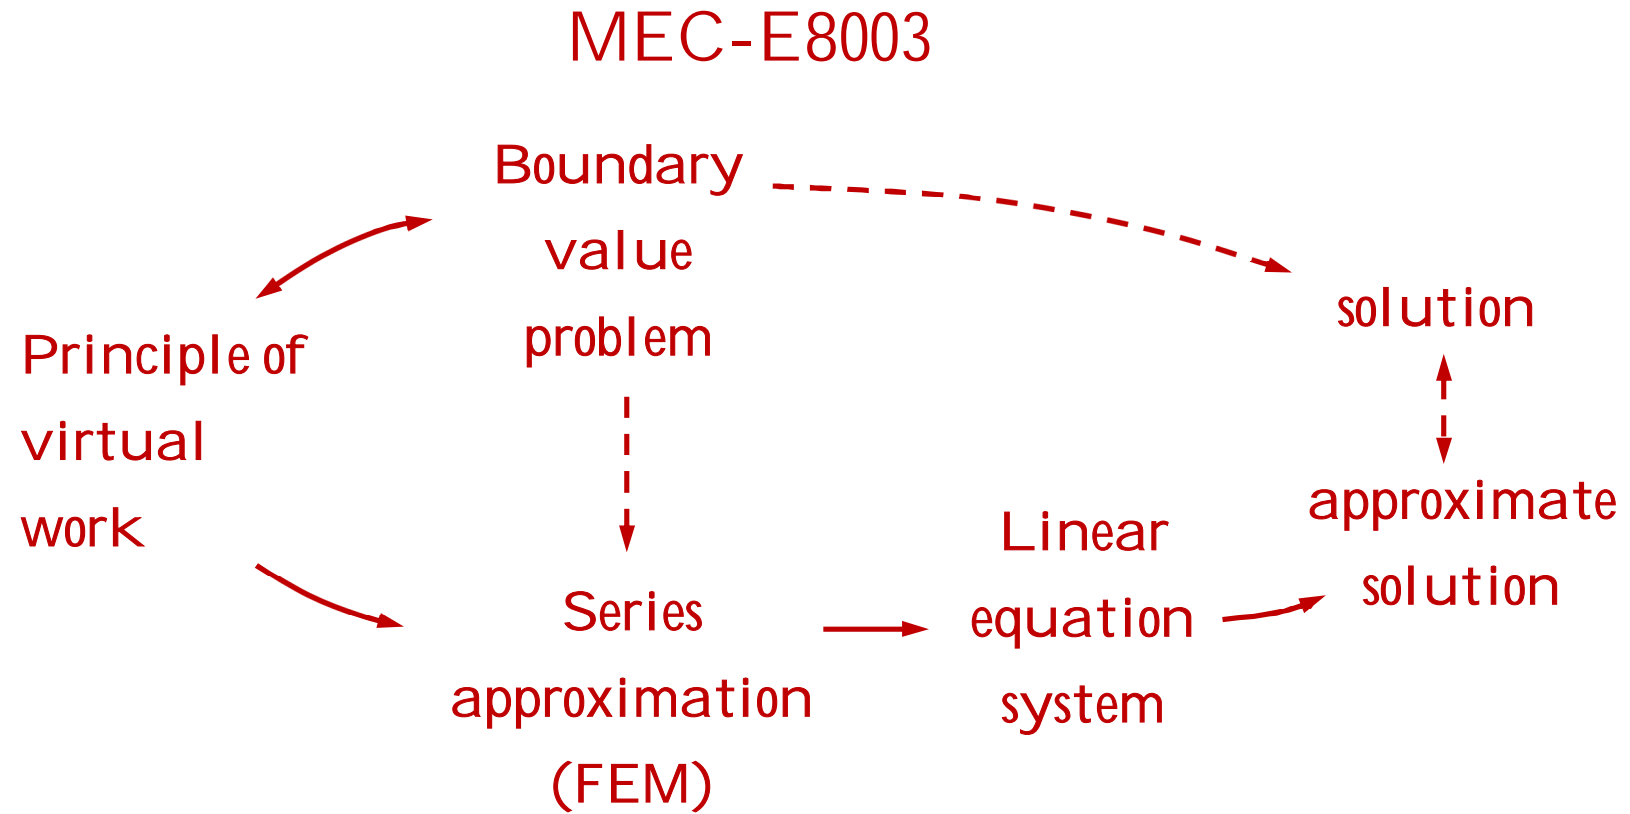 MEC-E8003
Boundary
value
problem
Principle of
virtual
work
Series
approximation
(FEM)
Linear
equation
system
solution
approximate
solution